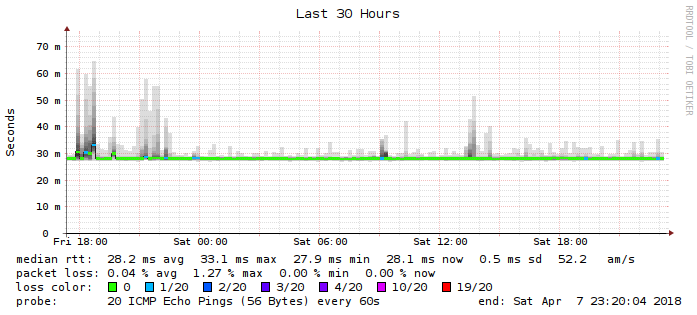 Last 30 Hours
RRDTOOL / TOBI OETIKER
Seconds
70 m
60 m
50 m
40 m
30 m
20 m
10 m
0
Fri 18:00 Sat 00:00 Sat 06:00 Sat 12:00 Sat 18:00
median rtt: 28.2 ms avg 33.1 ms max 27.9 ms min 28.1 ms now 0.5 ms sd 52.2 am/s
packet loss: 0.04 % avg 1.27 % max 0.00 % min 0.00 % now
loss color: 0 1/20 2/20 3/20 4/20 10/20 19/20
probe: 20 ICMP Echo Pings (56 Bytes) every 60s end: Sat Apr 7 23:20:04 2018